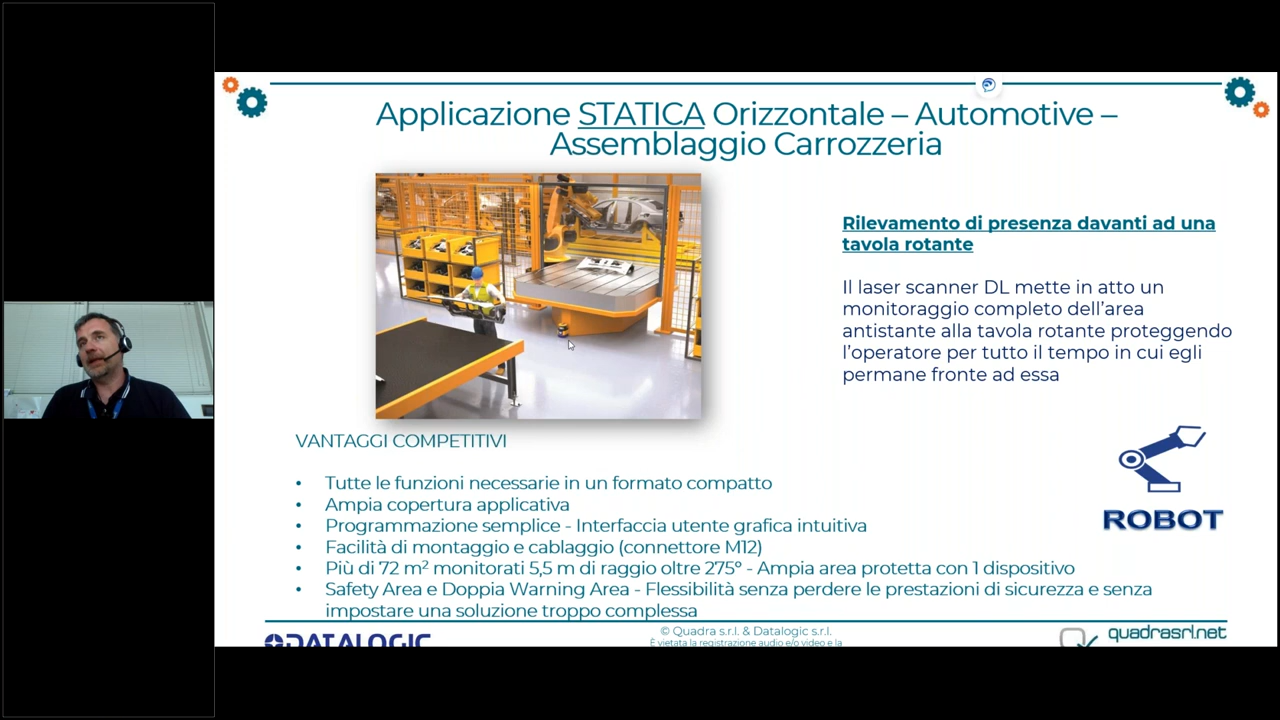 Applicazione STATICA Orizzontale – Automotive –
Assemblaggio Carrozzeria
Rilevamento di presenza davanti ad una
tavola rotante
Il laser scanner DL mette in atto un
monitoraggio completo dell'area
antistante alla tavola rotante proteggendo
l'operatore per tutto il tempo in cui egli
permane fronte ad essa
VANTAGGI COMPETITIVI
• Tutte le funzioni necessarie in un formato compatto
• Ampia copertura applicativa
• Programmazione semplice - Interfaccia utente grafica intuitiva
• Facilità di montaggio e cablaggio (connettore M12)
• Più di 72 m² monitorati 5,5 m di raggio oltre 275° - Ampia area protetta con 1 dispositivo
• Safety Area e Doppia Warning Area - Flessibilità senza perdere le prestazioni di sicurezza e senza
impostare una soluzione troppo complessa
ROBOT
DATALOGIC
© Quadra s.r.l. & Datalogic s.r.l.
È vietata la registrazione audio e/o video e la
quadrasrl.net